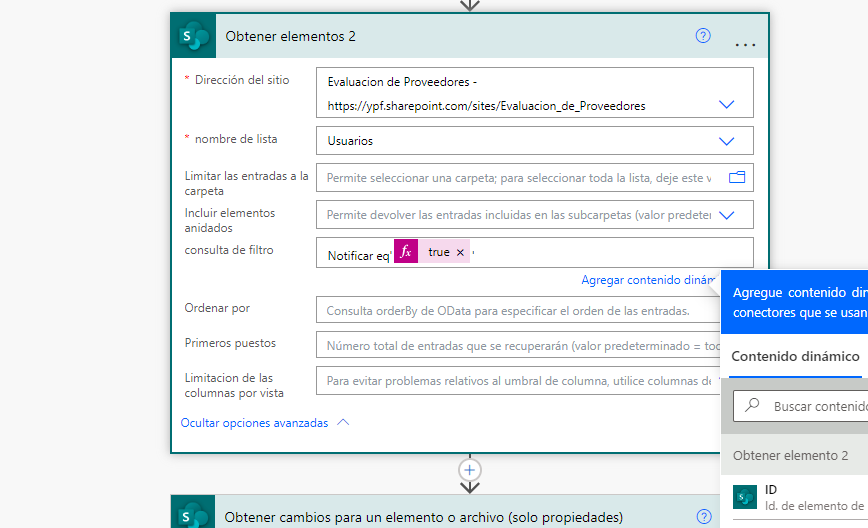 Obtener elementos 2
* Dirección del sitio
Evaluacion de Proveedores -
https://ypf.sharepoint.com/sites/Evaluacion_de_Proveedores
* nombre de lista
Usuarios
Limitar las entradas a la
carpeta
Permite seleccionar una carpeta; para seleccionar toda la lista, deje este v
Incluir elementos
anidados
Permite devolver las entradas incluidas en las subcarpetas (valor predeter
consulta de filtro
Notificar eq' fx true × '
Agregar contenido dinám
Ordenar por
Consulta orderBy de OData para especificar el orden de las entradas.
Primeros puestos
Número total de entradas que se recuperarán (valor predeterminado = tod
Limitacion de las
columnas por vista
Para evitar problemas relativos al umbral de columna, utilice columnas de
Ocultar opciones avanzadas
Agregue contenido din
conectores que se usan
Contenido dinámico
Buscar contenido
Obtener elemento 2
ID
Id. de elemento de
Obtener cambios para un elemento o archivo (solo propiedades)